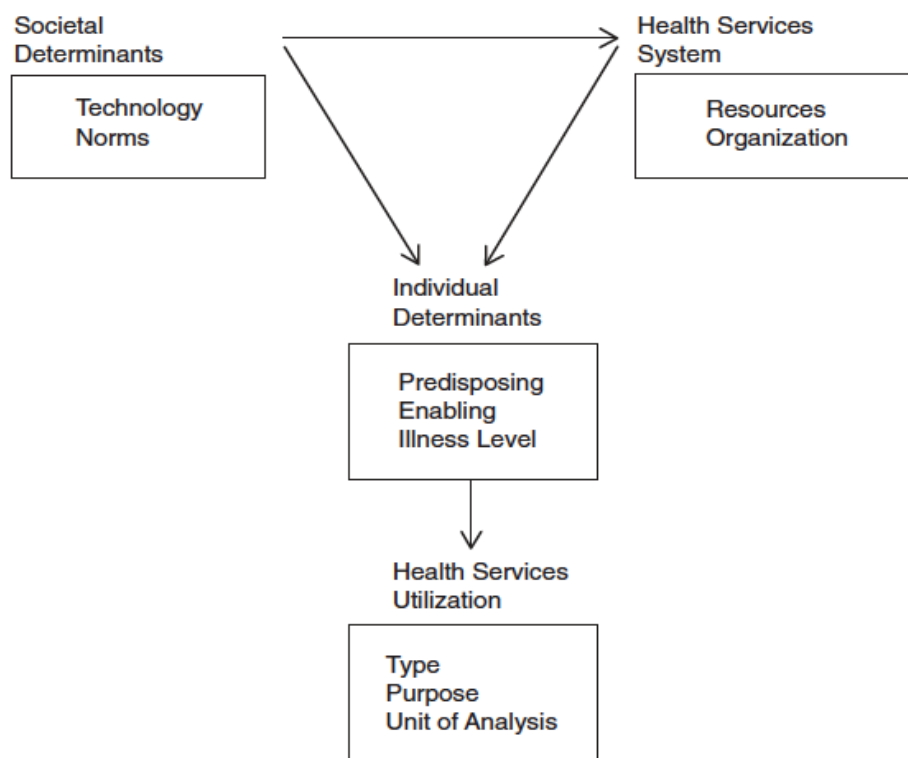 Societal
Determinants
Technology
Norms
Health Services
System
Resources
Organization
Individual
Determinants
Predisposing
Enabling
Illness Level
Health Services
Utilization
Type
Purpose
Unit of Analysis